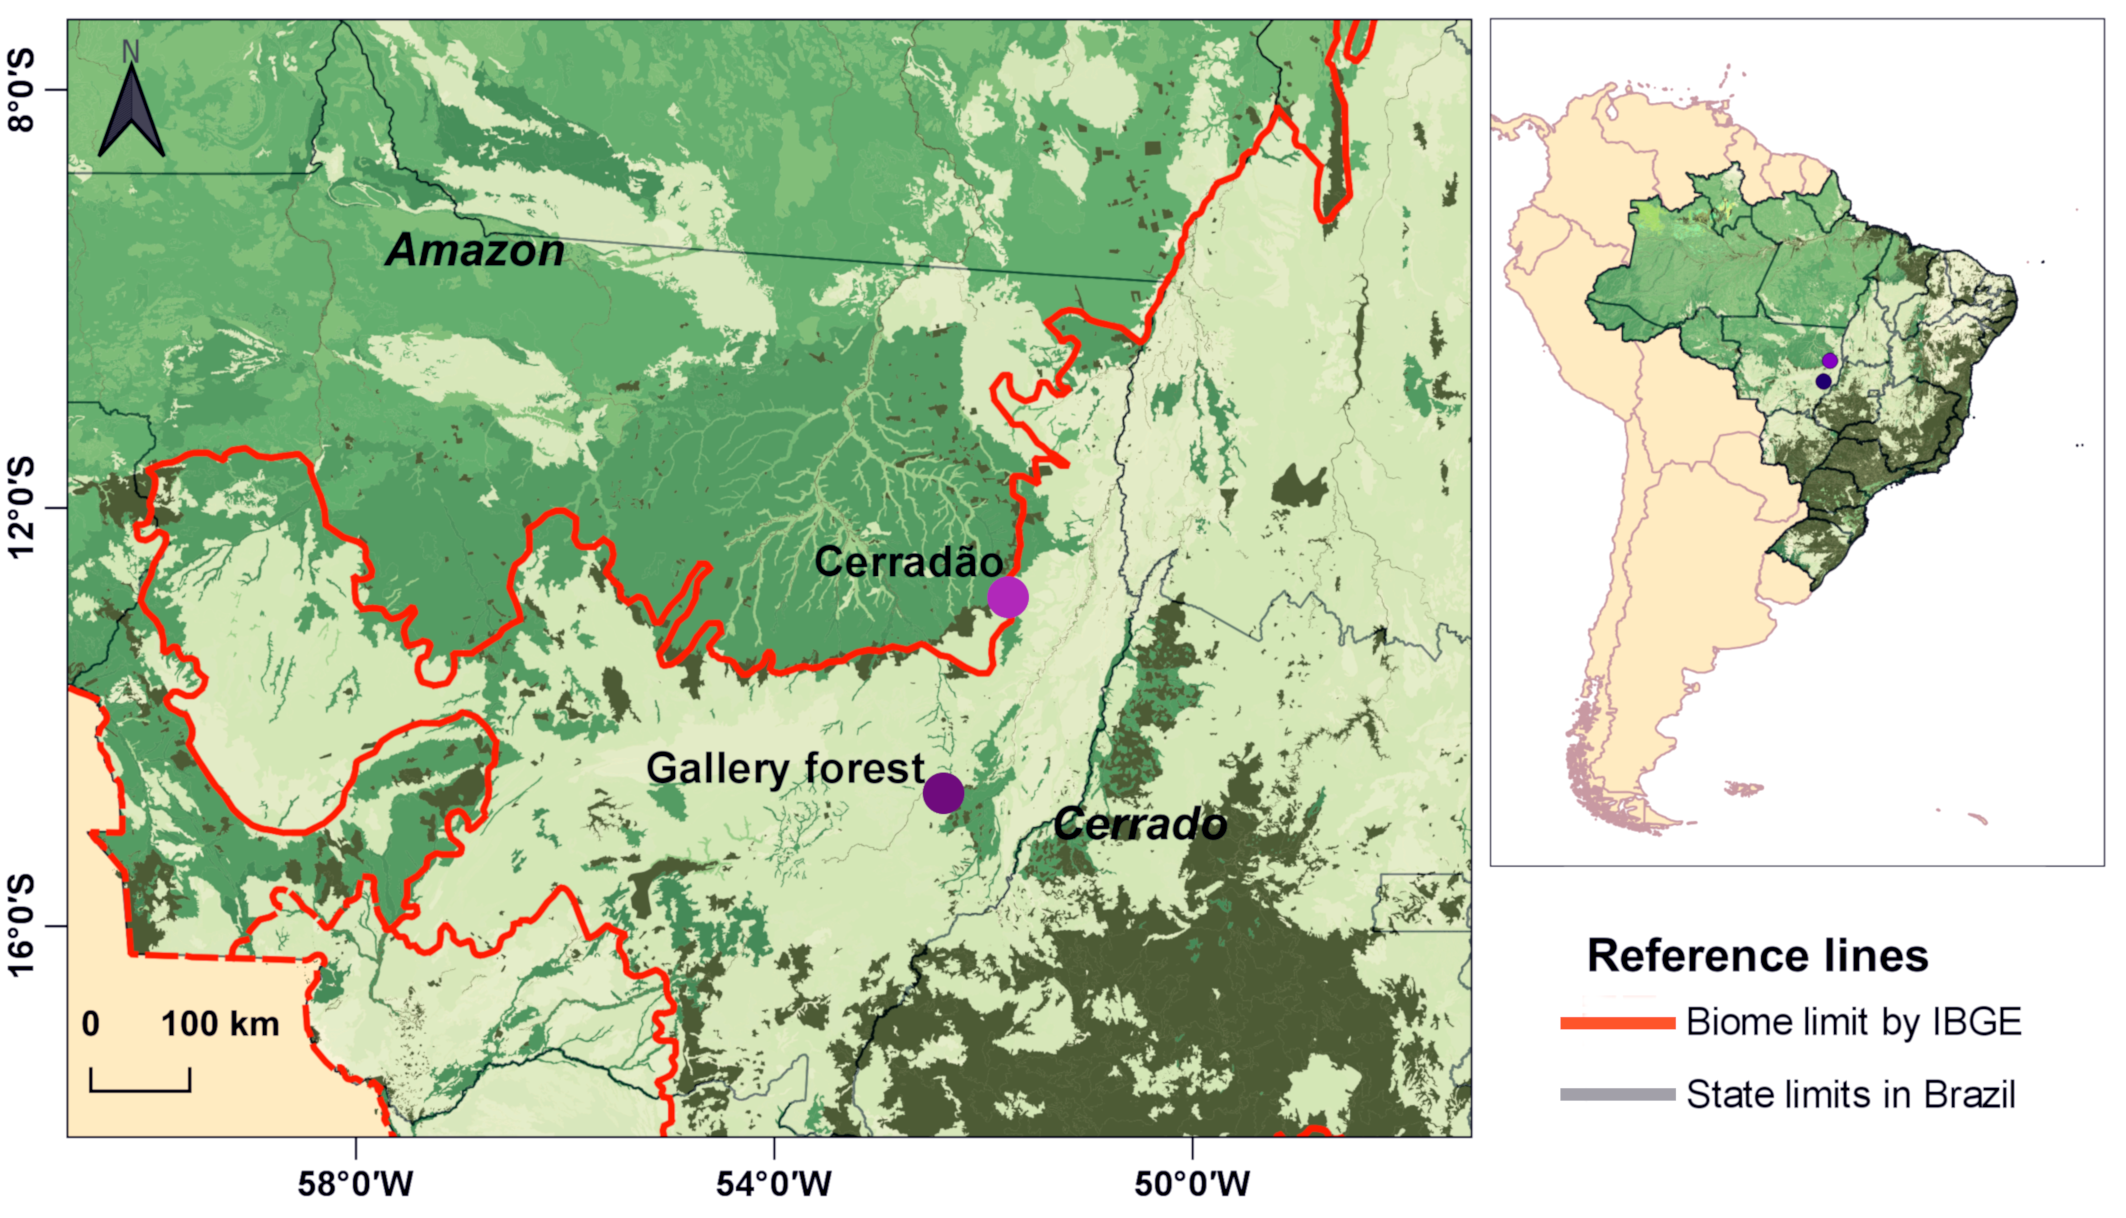 N
8°0′S
Amazon
12°0′S
Cerradão
Gallery forest
Cerrado
16°0′S
0 100 km
58°0′W 54°0′W 50°0′W
Reference lines
Biome limit by IBGE
State limits in Brazil